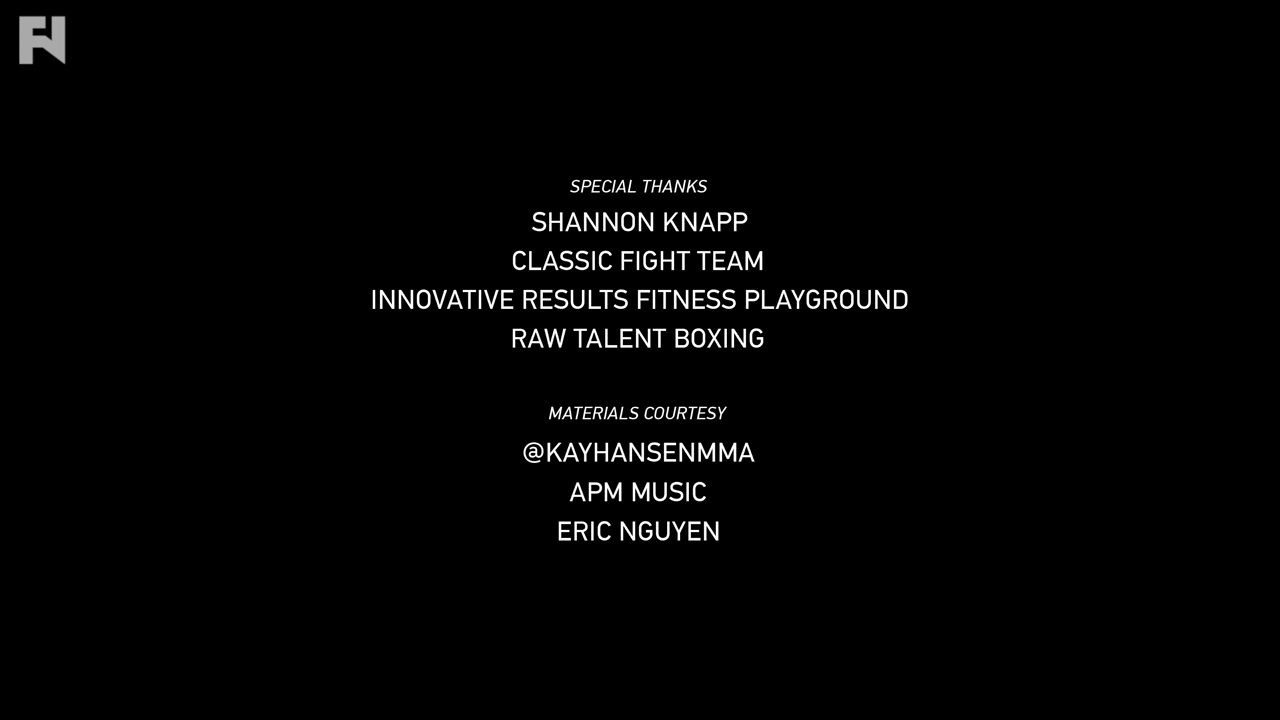 FN
SPECIAL THANKS
SHANNON KNAPP
CLASSIC FIGHT TEAM
INNOVATIVE RESULTS FITNESS PLAYGROUND
RAW TALENT BOXING
MATERIALS COURTESY
@KAYHANSENMMA
APM MUSIC
ERIC NGUYEN